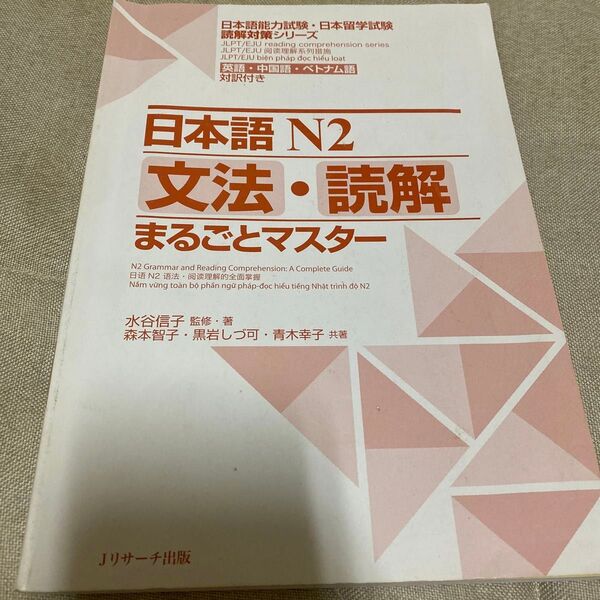 日本語能力試験・日本留学試験
読解対策シリーズ
JLPT/EJU reading comprehension series
JLPT/EJU 阅读理解系列措施
JLPT/EJU biện pháp đọc hiểu loạt
英語・中国語・ベトナム語
対訳付き
日本語 N2
文法・読解
まるごとマスター
N2 Grammar and Reading Comprehension: A Complete Guide
日语 N2 语法・阅读理解的全面掌握
Nắm vững toàn bộ phần ngữ pháp-đọc hiểu tiếng Nhật trình độ N2
水谷信子 監修・著
森本智子・黒岩しづ可・青木幸子 共著
Jリサーチ出版